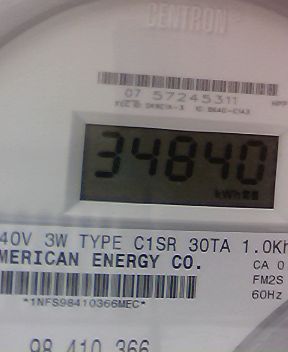 CENTRON
07 57245311
34840
kWh
40V 3W TYPE C1SR 30TA 1.0Kh
MERICAN ENERGY CO.
CA 0
FM2S
60Hz
*1NFS98410366MEC*
98 410 366